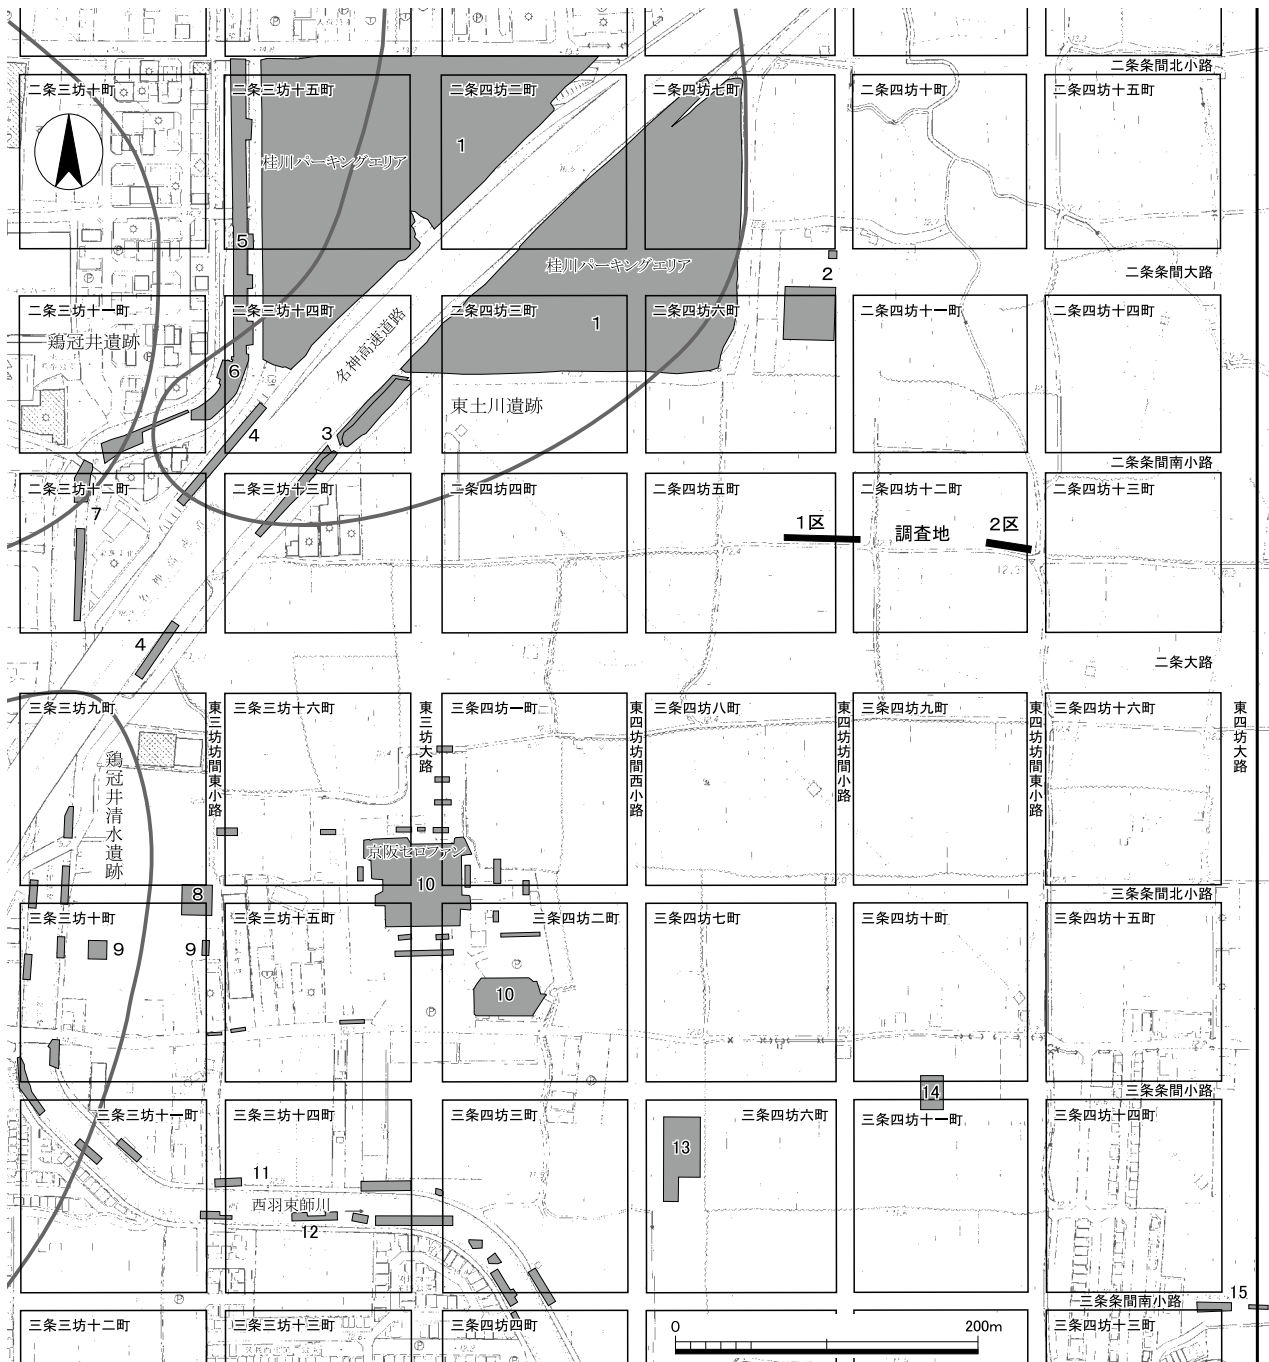 二条条間北小路
二条三坊十町
二条三坊十五町
二条四坊二町
二条四坊七町
二条四坊十町
二条四坊十五町
1
桂川パーキングエリア
5
桂川パーキングエリア
2
二条条間大路
二条三坊十一町
二条三坊十四町
二条四坊三町
二条四坊六町
二条四坊十一町
二条四坊十四町
1
鶏冠井遺跡
名神高速道路
6
東土川遺跡
4
3
二条条間南小路
二条三坊十二町
二条三坊十三町
二条四坊四町
二条四坊五町
二条四坊十二町
二条四坊十三町
7
1区
調査地
2区
4
二条大路
三条三坊九町
東三坊坊間東小路
三条三坊十六町
東三坊大路
三条四坊一町
東四坊坊間西小路
三条四坊八町
東四坊坊間小路
三条四坊九町
東四坊坊間東小路
三条四坊十六町
東四坊大路
鶏冠井清水遺跡
京阪セロファン
10
8
三条条間北小路
三条三坊十町
三条三坊十五町
三条四坊二町
三条四坊七町
三条四坊十町
三条四坊十五町
9
9
10
14
三条条間小路
三条三坊十一町
三条三坊十四町
三条四坊三町
三条四坊六町
三条四坊十一町
三条四坊十四町
13
11
西羽束師川
12
15
三条条間南小路
三条三坊十二町
三条三坊十三町
三条四坊四町
三条四坊十三町
0
200m